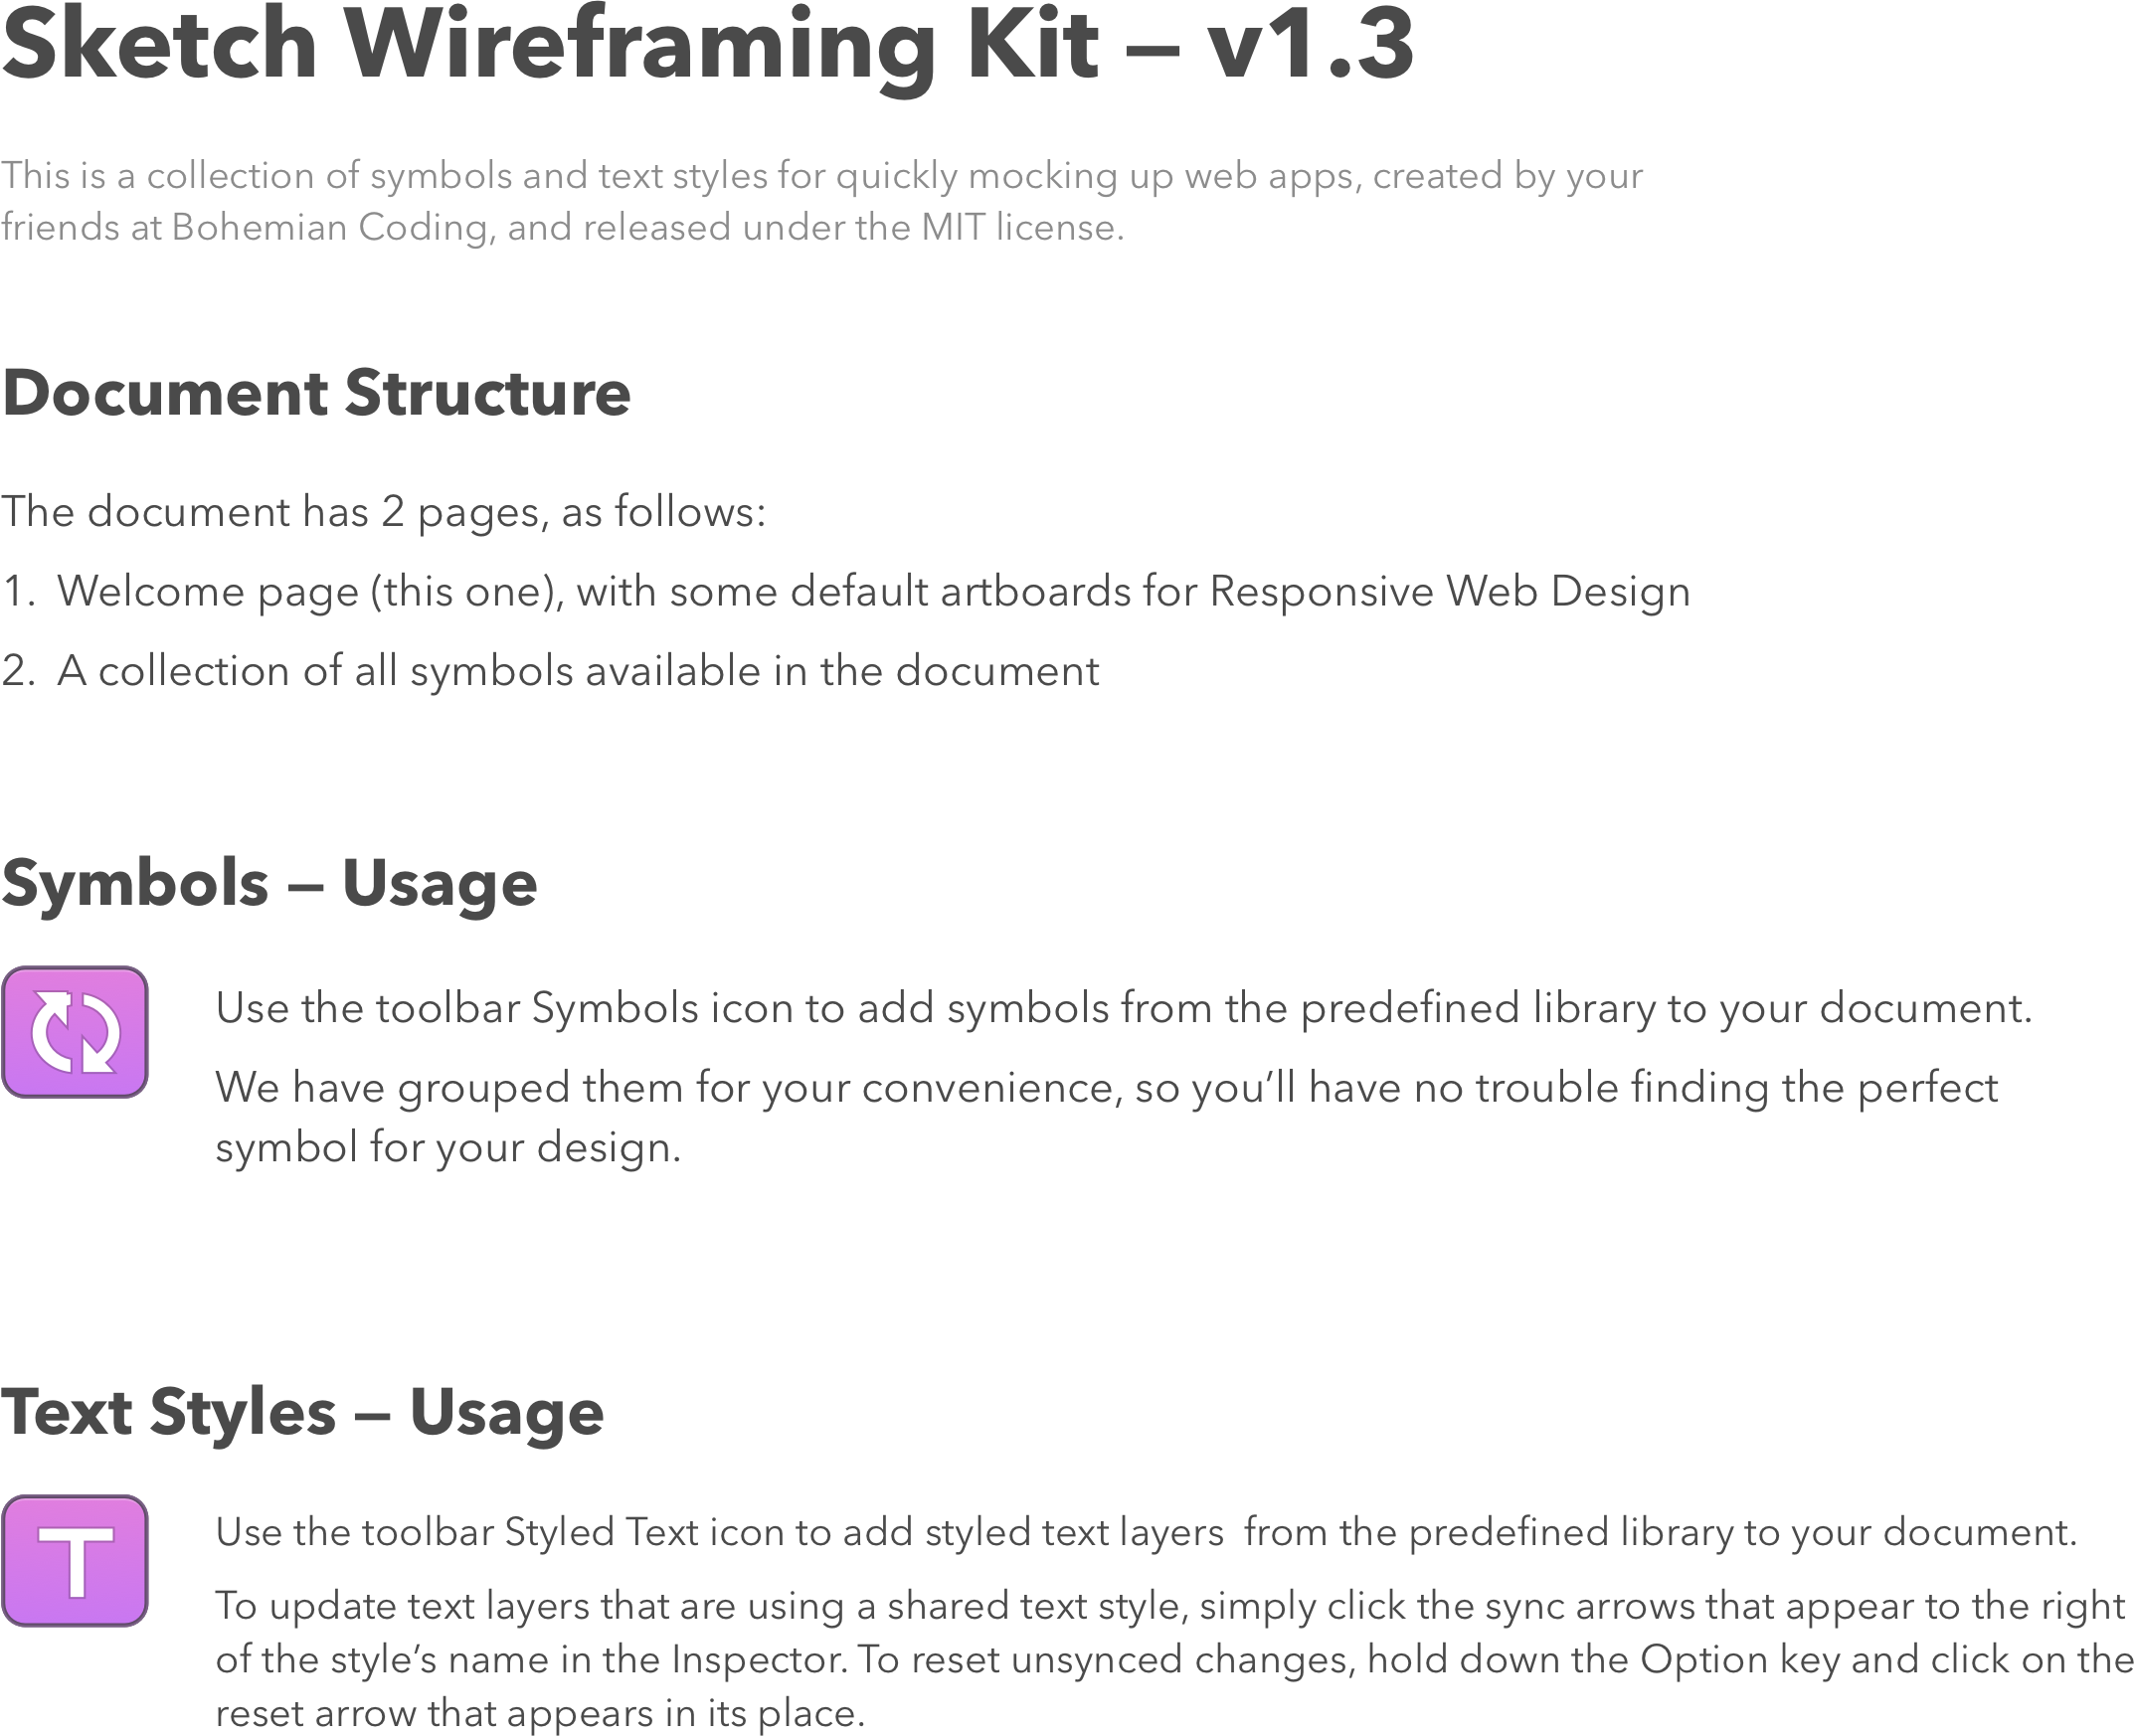 Sketch Wireframing Kit — v1.3
This is a collection of symbols and text styles for quickly mocking up web apps, created by your
friends at Bohemian Coding, and released under the MIT license.
Document Structure
The document has 2 pages, as follows:
1. Welcome page (this one), with some default artboards for Responsive Web Design
2. A collection of all symbols available in the document
Symbols — Usage
Use the toolbar Symbols icon to add symbols from the predefined library to your document.
We have grouped them for your convenience, so you’ll have no trouble finding the perfect
symbol for your design.
Text Styles — Usage
T
Use the toolbar Styled Text icon to add styled text layers  from the predefined library to your document.
To update text layers that are using a shared text style, simply click the sync arrows that appear to the right
of the style’s name in the Inspector. To reset unsynced changes, hold down the Option key and click on the
reset arrow that appears in its place.